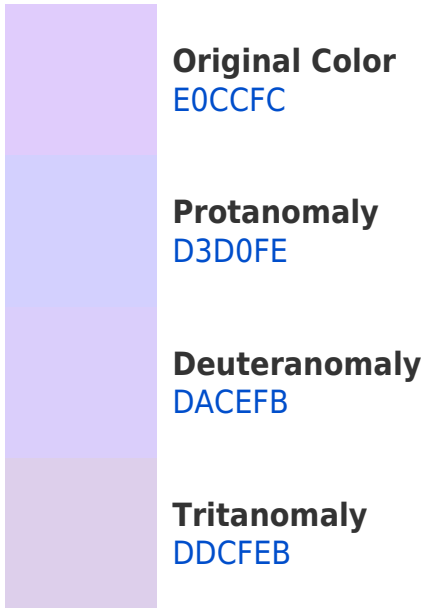 Original Color
E0CCFC
Protanomaly
D3D0FE
Deuteranomaly
DACEFB
Tritanomaly
DDCFEB